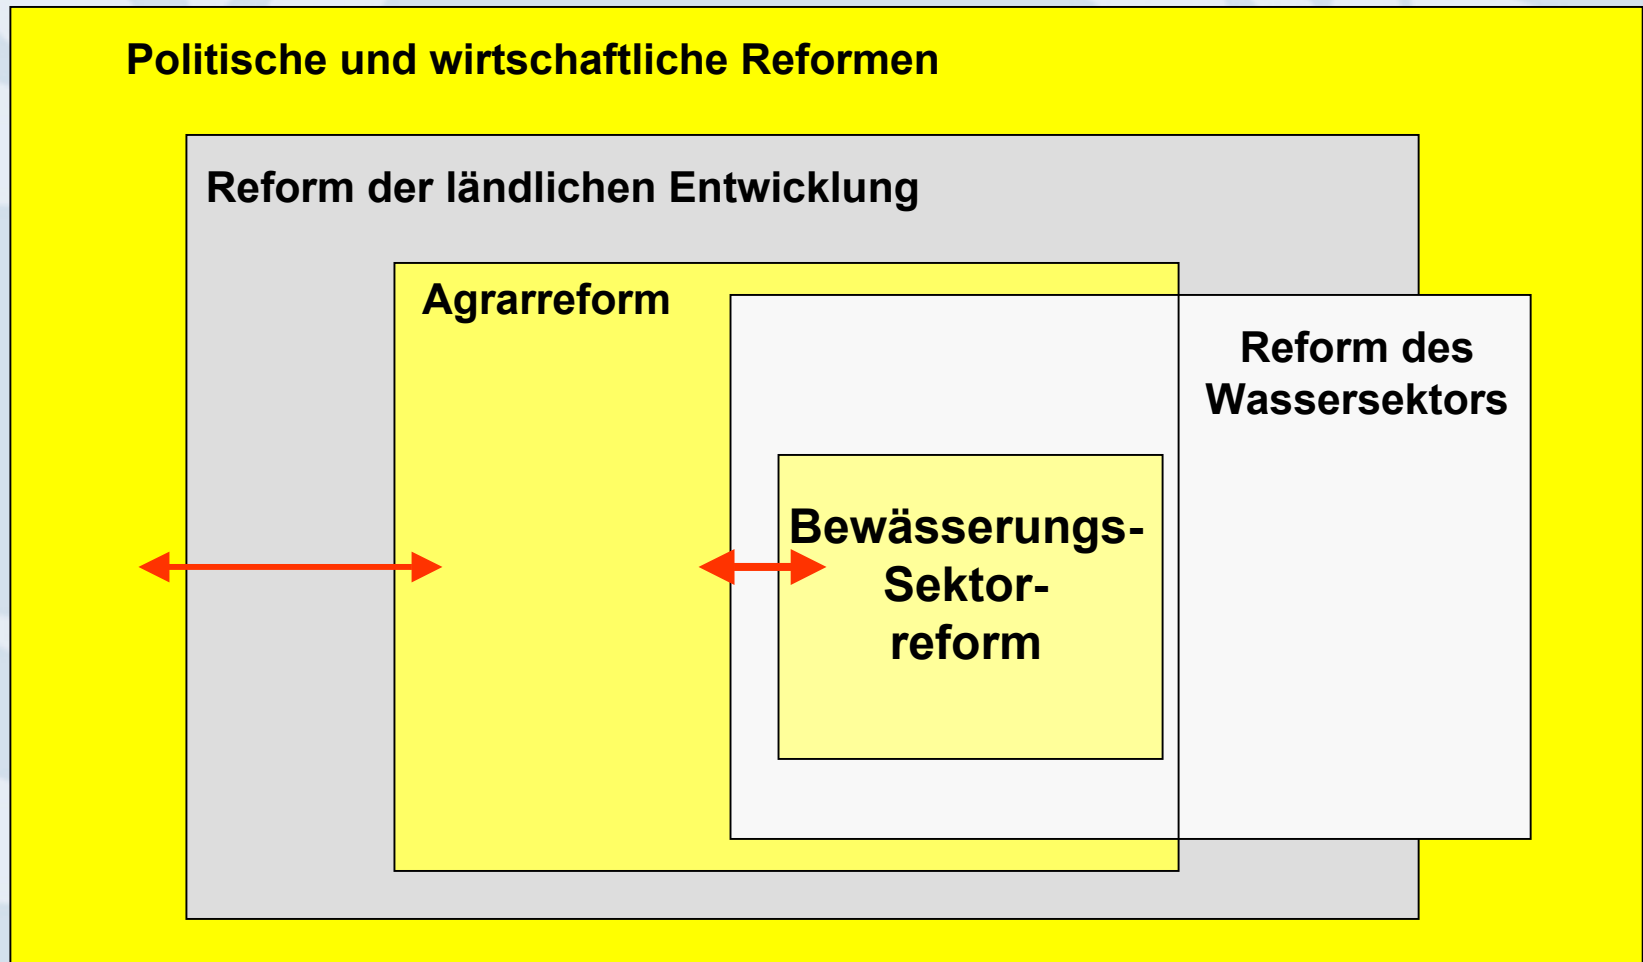 Politische und wirtschaftliche Reformen
Reform der ländlichen Entwicklung
Agrarreform
Reform des
Wassersektors
Bewässerungs-
Sektor-
reform